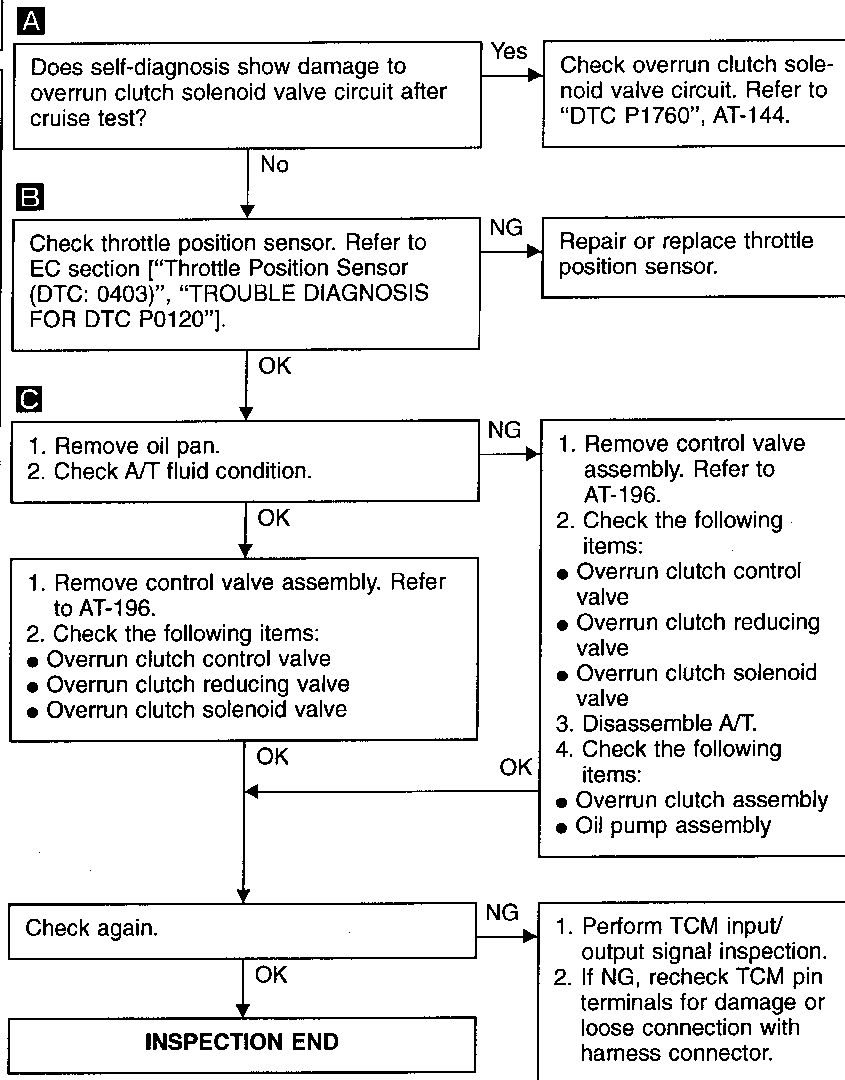 A
Does self-diagnosis show damage to
overrun clutch solenoid valve circuit after
cruise test?
Yes
Check overrun clutch sole-
noid valve circuit. Refer to
“DTC P1760”, AT-144.
No
B
Check throttle position sensor. Refer to
EC section [“Throttle Position Sensor
(DTC: 0403)”, “TROUBLE DIAGNOSIS
FOR DTC P0120”].
NG
Repair or replace throttle
position sensor.
OK
C
1. Remove oil pan.
2. Check A/T fluid condition.
NG
1. Remove control valve
assembly. Refer to
AT-196.
2. Check the following
items:
● Overrun clutch control
valve
● Overrun clutch reducing
valve
● Overrun clutch solenoid
valve
3. Disassemble A/T.
4. Check the following
items:
● Overrun clutch assembly
● Oil pump assembly
OK
1. Remove control valve assembly. Refer
to AT-196.
2. Check the following items:
● Overrun clutch control valve
● Overrun clutch reducing valve
● Overrun clutch solenoid valve
OK
OK
Check again.
NG
1. Perform TCM input/
output signal inspection.
2. If NG, recheck TCM pin
terminals for damage or
loose connection with
harness connector.
OK
INSPECTION END